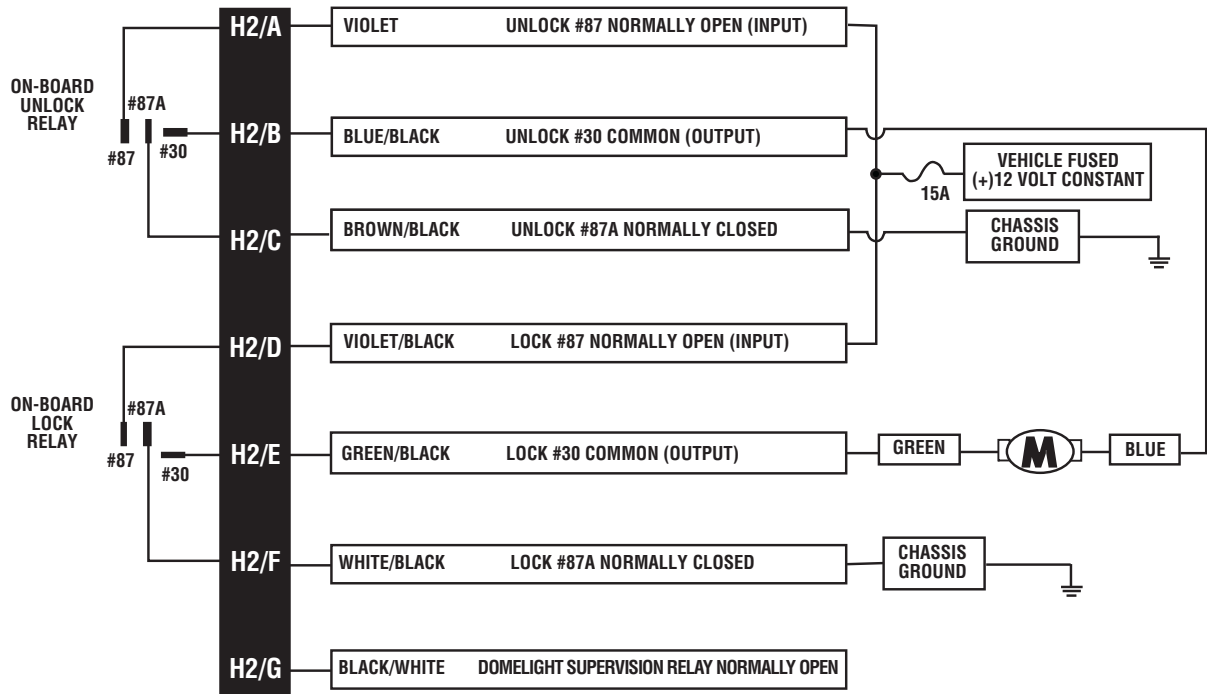 H2/A
VIOLET UNLOCK #87 NORMALLY OPEN (INPUT)
ON-BOARD
UNLOCK
RELAY
#87A
#87
#30
H2/B
BLUE/BLACK UNLOCK #30 COMMON (OUTPUT)
15A
VEHICLE FUSED
(+)12 VOLT CONSTANT
H2/C
BROWN/BLACK UNLOCK #87A NORMALLY CLOSED
CHASSIS
GROUND
H2/D
VIOLET/BLACK LOCK #87 NORMALLY OPEN (INPUT)
ON-BOARD
LOCK
RELAY
#87A
#87
#30
H2/E
GREEN/BLACK LOCK #30 COMMON (OUTPUT)
GREEN
M
BLUE
H2/F
WHITE/BLACK LOCK #87A NORMALLY CLOSED
CHASSIS
GROUND
H2/G
BLACK/WHITE DOMELIGHT SUPERVISION RELAY NORMALLY OPEN